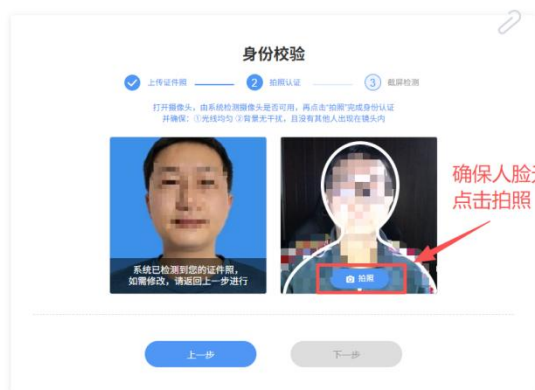 身份校验
上传证件照
2
拍照认证
3
截屏检测
打开摄像头，由系统检测摄像头是否可用，再点击“拍照”完成身份认证
并确保：①光线均匀 ②背景无干扰，且没有其他人出现在镜头内
系统已检测到您的证件照，
如需修改，请返回上一步进行
拍照
确保人脸
点击拍照
上一步
下一步